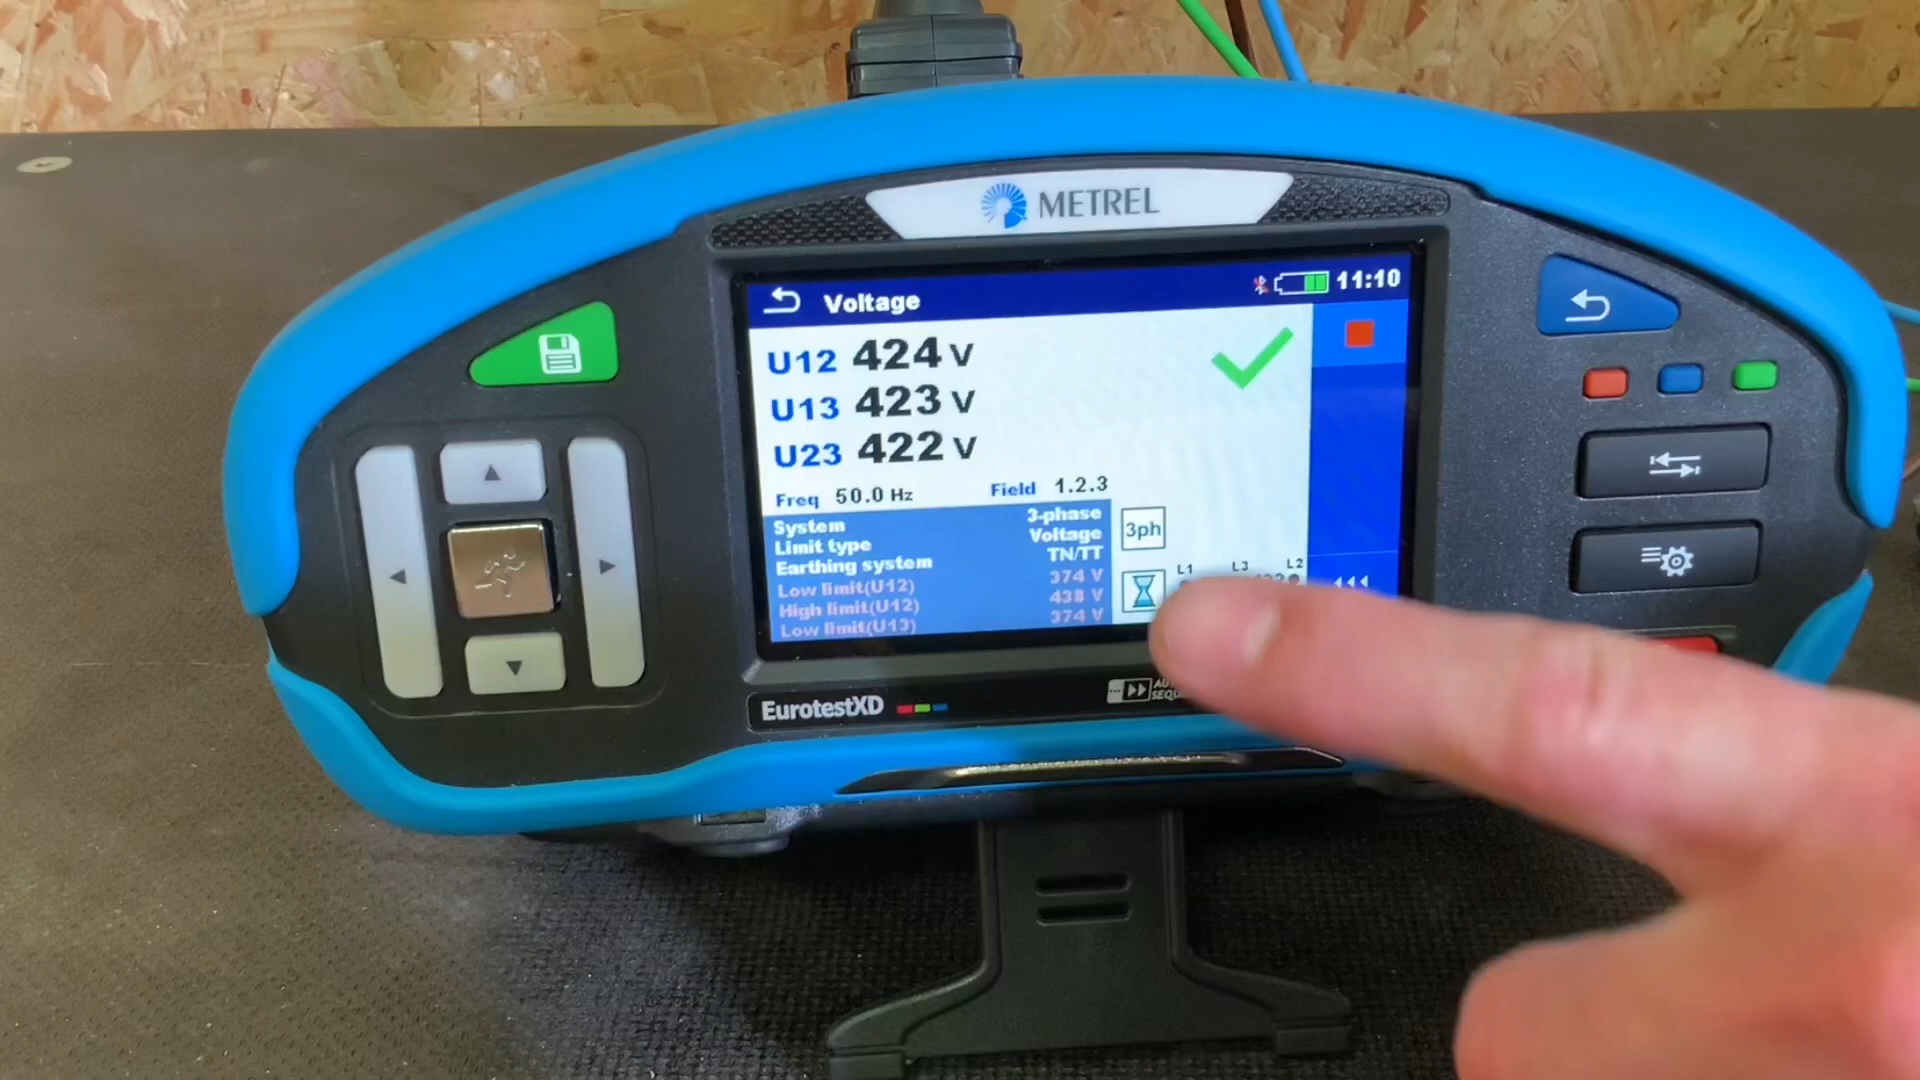 METREL
Voltage
11:10
U12 424 V
U13 423 V
U23 422 V
Freq 50.0 Hz Field 1.2.3
System 3-phase
Limit type Voltage
Earthing system TN/TT
Low limit(U12) 374 V
High limit(U12) 438 V
Low limit(U13) 374 V
3ph
L1 L3 L2
EurotestXD